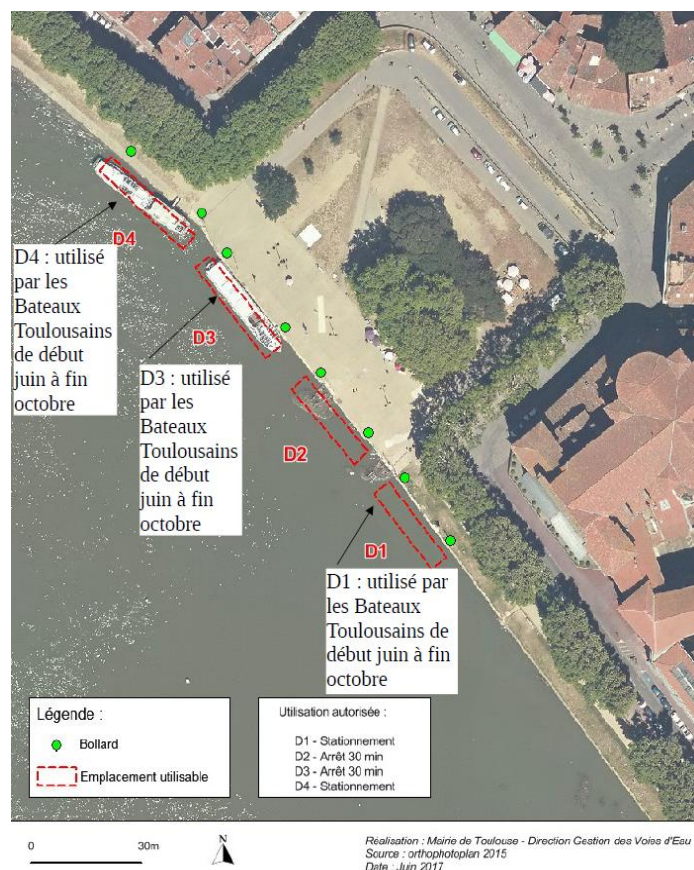 D4
D4 : utilisé
par les
Bateaux
Toulousains
de début
juin à fin
octobre
D3
D3 : utilisé
par les
Bateaux
Toulousains
de début
juin à fin
octobre
D2
D1
D1 : utilisé par
les Bateaux
Toulousains de
début juin à fin
octobre
Légende :
Bollard
Emplacement utilisable
Utilisation autorisée :
D1 - Stationnement
D2 - Arrêt 30 min
D3 - Arrêt 30 min
D4 - Stationnement
0 30m
N
Réalisation : Mairie de Toulouse - Direction Gestion des Voies d'Eau
Source : orthophotoplan 2015
Date : Juin 2017